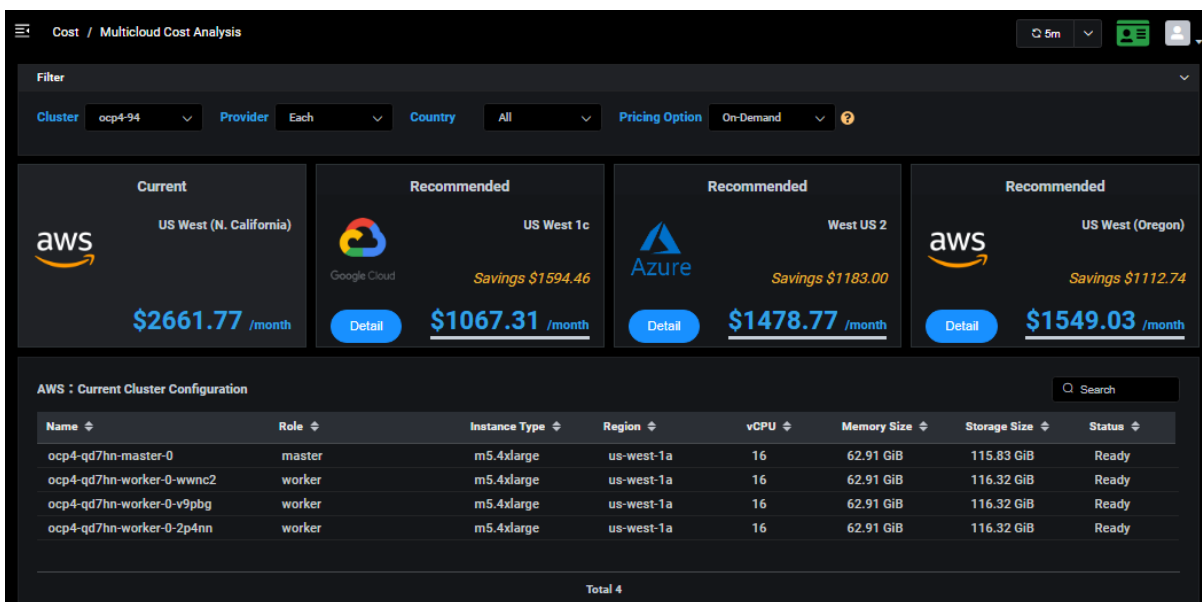 Cost / Multicloud Cost Analysis
5m
Filter
Cluster ocp4-94 Provider Each Country All Pricing Option On-Demand ?
Current
aws
US West (N. California)
$2661.77 /month
Recommended
Google Cloud
US West 1c
Savings $1594.46
Detail $1067.31 /month
Recommended
Azure
West US 2
Savings $1183.00
Detail $1478.77 /month
Recommended
aws
US West (Oregon)
Savings $1112.74
Detail $1549.03 /month
AWS : Current Cluster Configuration
Search
Name Role Instance Type Region vCPU Memory Size Storage Size Status
ocp4-qd7hn-master-0 master m5.4xlarge us-west-1a 16 62.91 GiB 115.83 GiB Ready
ocp4-qd7hn-worker-0-wwnc2 worker m5.4xlarge us-west-1a 16 62.91 GiB 116.32 GiB Ready
ocp4-qd7hn-worker-0-v9pbg worker m5.4xlarge us-west-1a 16 62.91 GiB 116.32 GiB Ready
ocp4-qd7hn-worker-0-2p4nn worker m5.4xlarge us-west-1a 16 62.91 GiB 116.32 GiB Ready
Total 4